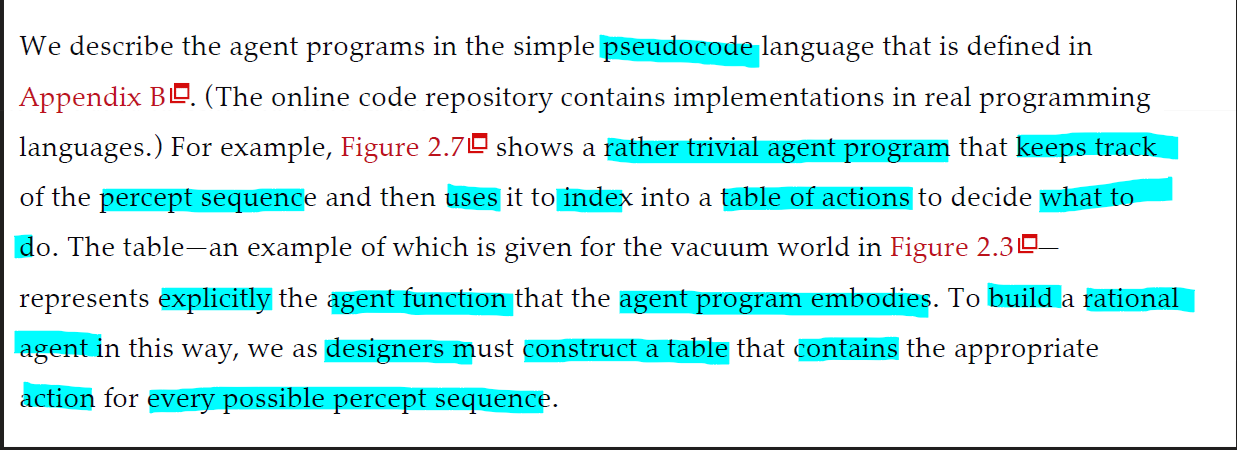 We describe the agent programs in the simple pseudocode language that is defined in
Appendix B. (The online code repository contains implementations in real programming
languages.) For example, Figure 2.7 shows a rather trivial agent program that keeps track
of the percept sequence and then uses it to index into a table of actions to decide what to
do. The table—an example of which is given for the vacuum world in Figure 2.3—
represents explicitly the agent function that the agent program embodies. To build a rational
agent in this way, we as designers must construct a table that contains the appropriate
action for every possible percept sequence.